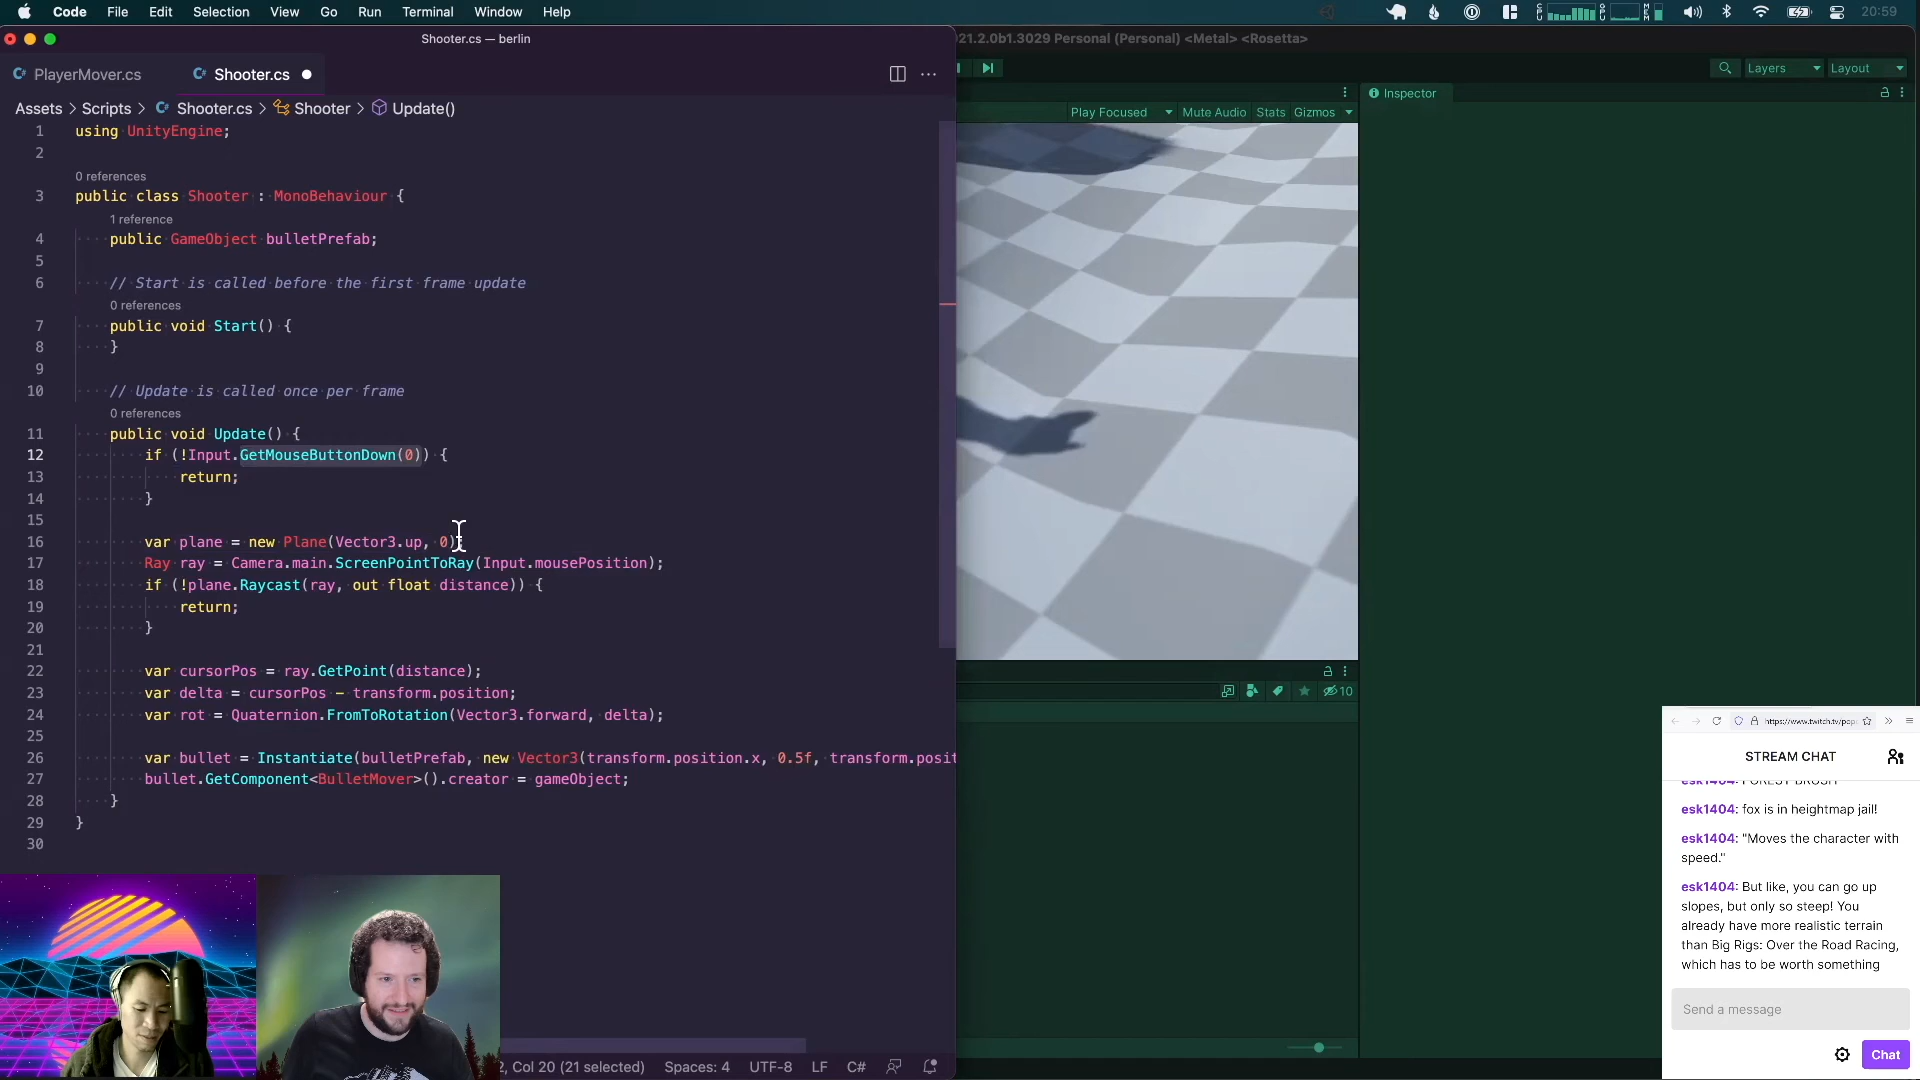 Code File Edit Selection View Go Run Terminal Window Help
20:59
Shooter.cs — berlin
21.2.0b1.3029 Personal (Personal) <Metal> <Rosetta>
PlayerMover.cs
Shooter.cs
Layers
Layout
Inspector
Assets > Scripts > Shooter.cs > Shooter > Update()
Play Focused Mute Audio Stats Gizmos
1 using UnityEngine;
2
0 references
3 public class Shooter : MonoBehaviour {
1 reference
4 public GameObject bulletPrefab;
5
6 // Start is called before the first frame update
0 references
7 public void Start() {
8 }
9
10 // Update is called once per frame
0 references
11 public void Update() {
12 if (!Input.GetMouseButtonDown(0)) {
13 return;
14 }
15
16 var plane = new Plane(Vector3.up, 0)
17 Ray ray = Camera.main.ScreenPointToRay(Input.mousePosition);
18 if (!plane.Raycast(ray, out float distance)) {
19 return;
20 }
21
22 var cursorPos = ray.GetPoint(distance);
23 var delta = cursorPos - transform.position;
24 var rot = Quaternion.FromToRotation(Vector3.forward, delta);
25
26 var bullet = Instantiate(bulletPrefab, new Vector3(transform.position.x, 0.5f, transform.posit
27 bullet.GetComponent<BulletMover>().creator = gameObject;
28 }
29 }
30
10
https://www.twitch.tv/pop
STREAM CHAT
esk1404: fox is in heightmap jail!
esk1404: "Moves the character with
speed."
esk1404: But like, you can go up
slopes, but only so steep! You
already have more realistic terrain
than Big Rigs: Over the Road Racing,
which has to be worth something
Send a message
Chat
Col 20 (21 selected) Spaces: 4 UTF-8 LF C#